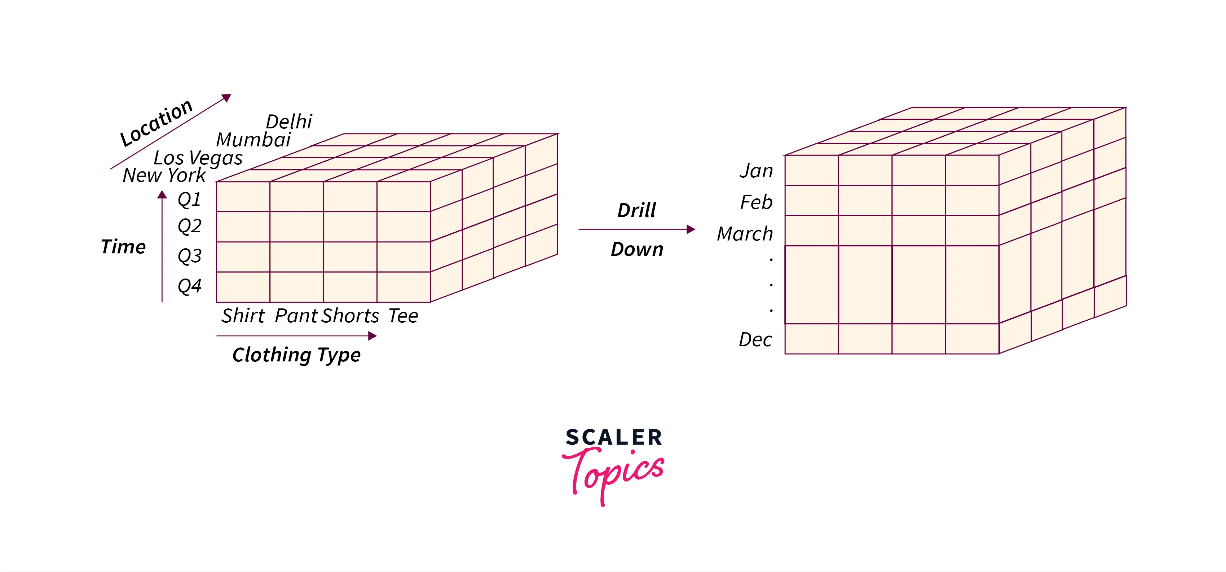 Location
Delhi
Mumbai
Los Vegas
New York
Q1
Q2
Q3
Q4
Time
Shirt Pant Shorts Tee
Clothing Type
Drill
Down
Jan
Feb
March
.
.
.
Dec
SCALER
Topics